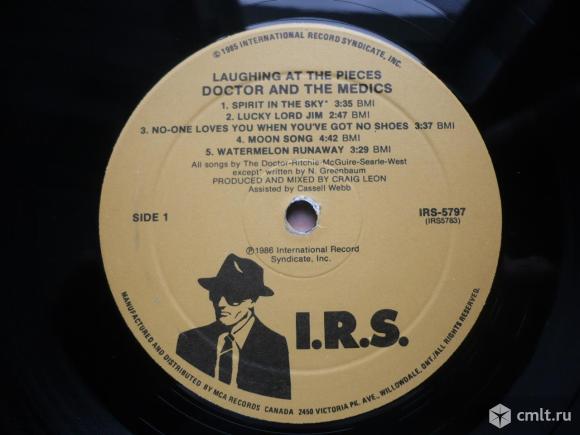 ©1985 INTERNATIONAL RECORD SYNDICATE, INC.
LAUGHING AT THE PIECES
DOCTOR AND THE MEDICS
1. SPIRIT IN THE SKY* 3:35 BMI
2. LUCKY LORD JIM 2:47 BMI
3. NO-ONE LOVES YOU WHEN YOU'VE GOT NO SHOES 3:37 BMI
4. MOON SONG 4:42 BMI
5. WATERMELON RUNAWAY 3:29 BMI
All songs by The Doctor-Ritchie-McGuire-Searle-West
except* written by N. Greenbaum
PRODUCED AND MIXED BY CRAIG LEON
Assisted by Cassell Webb
SIDE 1
IRS-5797
(IRS5783)
℗1986 International Record
Syndicate, Inc.
I.R.S.
MANUFACTURED AND DISTRIBUTED BY MCA RECORDS CANADA 2450 VICTORIA PK. AVE., WILLOWDALE, ONT./ALL RIGHTS RESERVED.
cmlt.ru